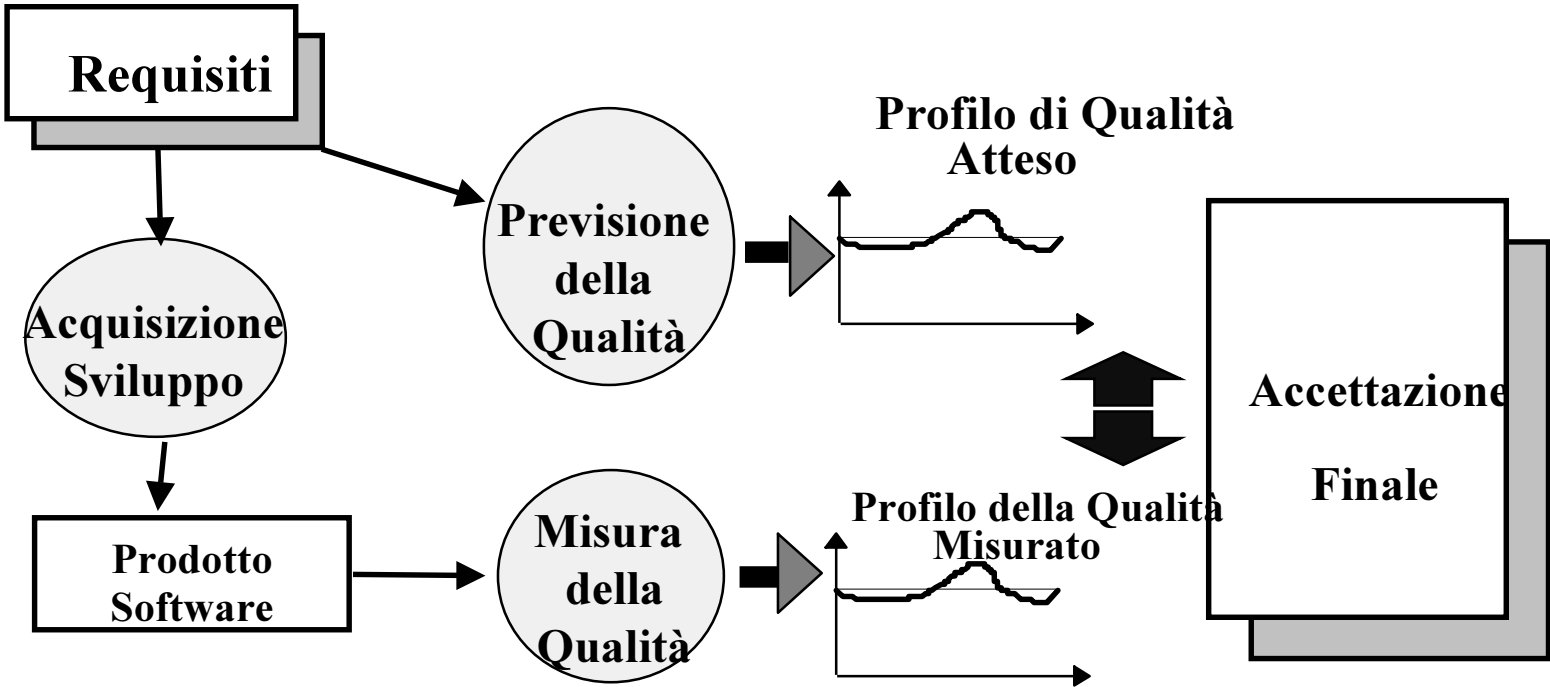 Requisiti
Profilo di Qualità
Atteso
Previsione
della
Qualità
Acquisizione
Sviluppo
Accettazione
Finale
Profilo della Qualità
Misurato
Misura
della
Qualità
Prodotto
Software